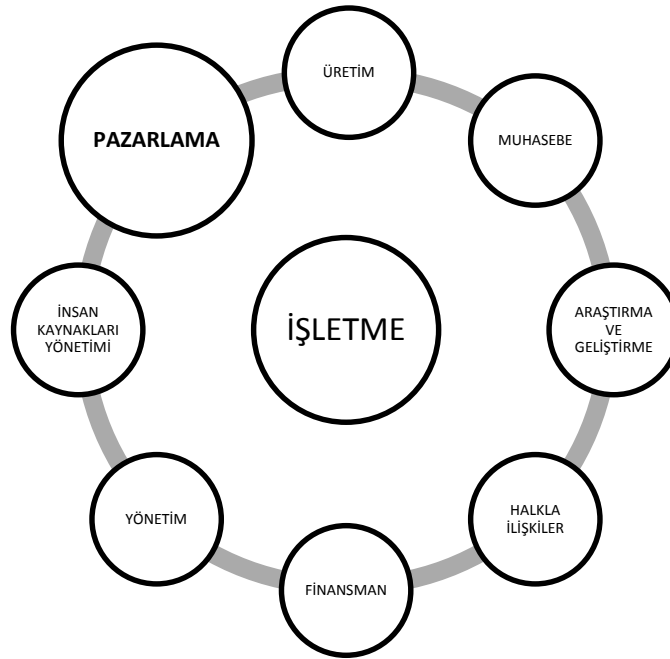 ÜRETİM
PAZARLAMA
MUHASEBE
İNSAN
KAYNAKLARI
YÖNETİMİ
İŞLETME
ARAŞTIRMA
VE
GELİŞTİRME
YÖNETİM
HALKLA
İLİŞKİLER
FİNANSMAN